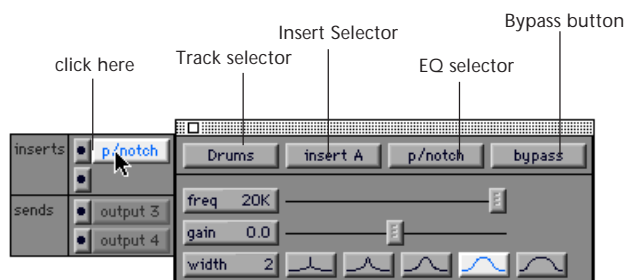 Bypass button
Insert Selector
click here
Track selector
EQ selector
inserts p/notch
Drums insert A p/notch bypass
sends output 3
output 4
freq 20K
gain 0.0
width 2